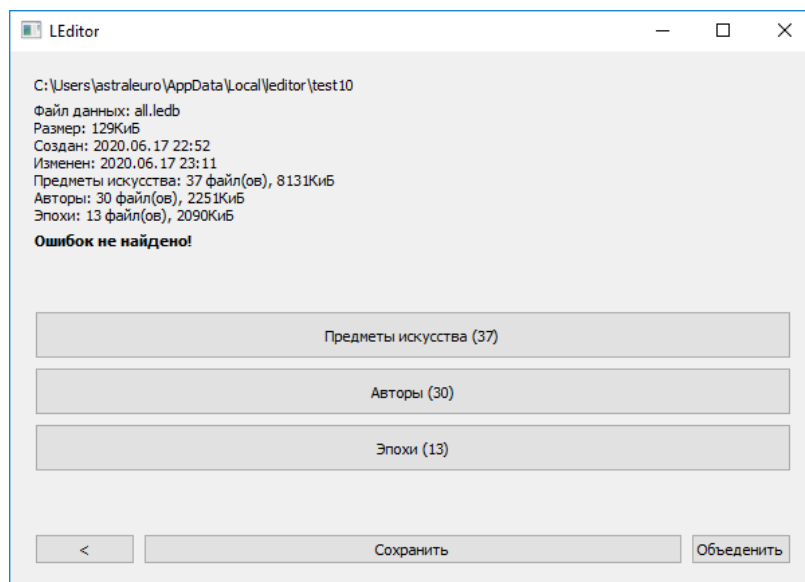 LEditor
C:\Users\astraleuro\AppData\Local\leditor\test10
Файл данных: all.ledb
Размер: 129КиБ
Создан: 2020.06.17 22:52
Изменен: 2020.06.17 23:11
Предметы искусства: 37 файл(ов), 8131КиБ
Авторы: 30 файл(ов), 2251КиБ
Эпохи: 13 файл(ов), 2090КиБ
Ошибок не найдено!
Предметы искусства (37)
Авторы (30)
Эпохи (13)
<
Сохранить
Объеденить